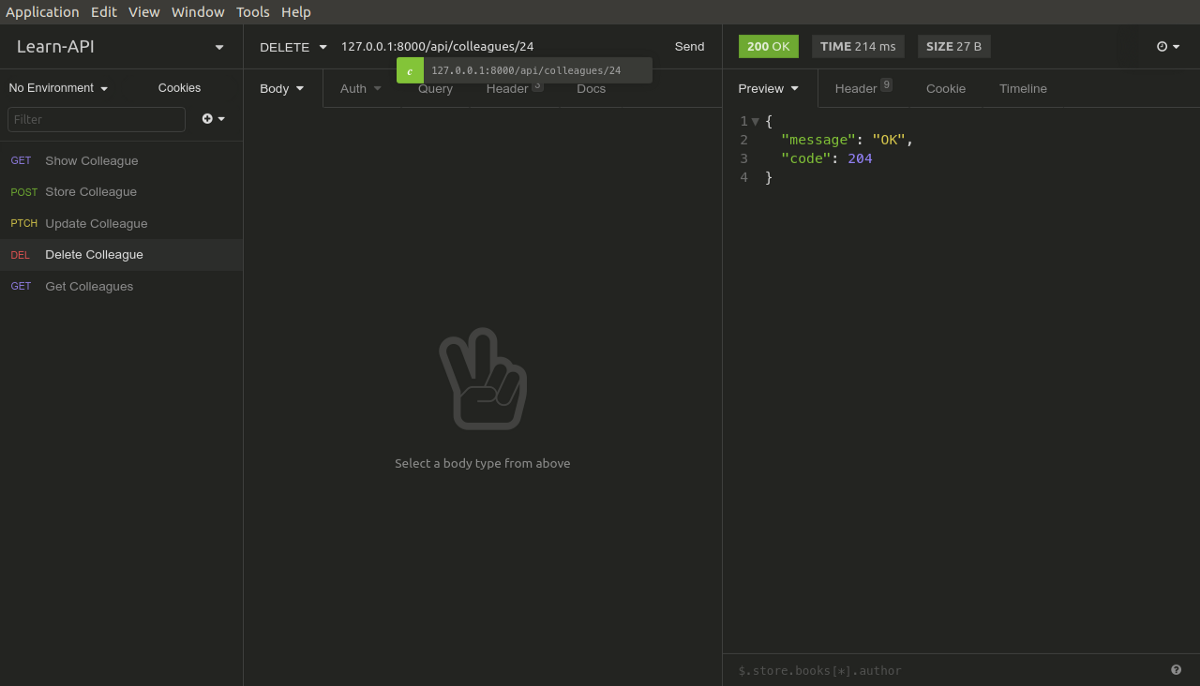 Application Edit View Window Tools Help
Learn-API
DELETE 127.0.0.1:8000/api/colleagues/24 Send
200 OK TIME 214 ms SIZE 27 B
c 127.0.0.1:8000/api/colleagues/24
No Environment Cookies
Body Auth Query Header 3 Docs
Preview Header 9 Cookie Timeline
Filter
GET Show Colleague
POST Store Colleague
PTCH Update Colleague
DEL Delete Colleague
GET Get Colleagues
1 {
2 "message": "OK",
3 "code": 204
4 }
Select a body type from above
$.store.books[*].author